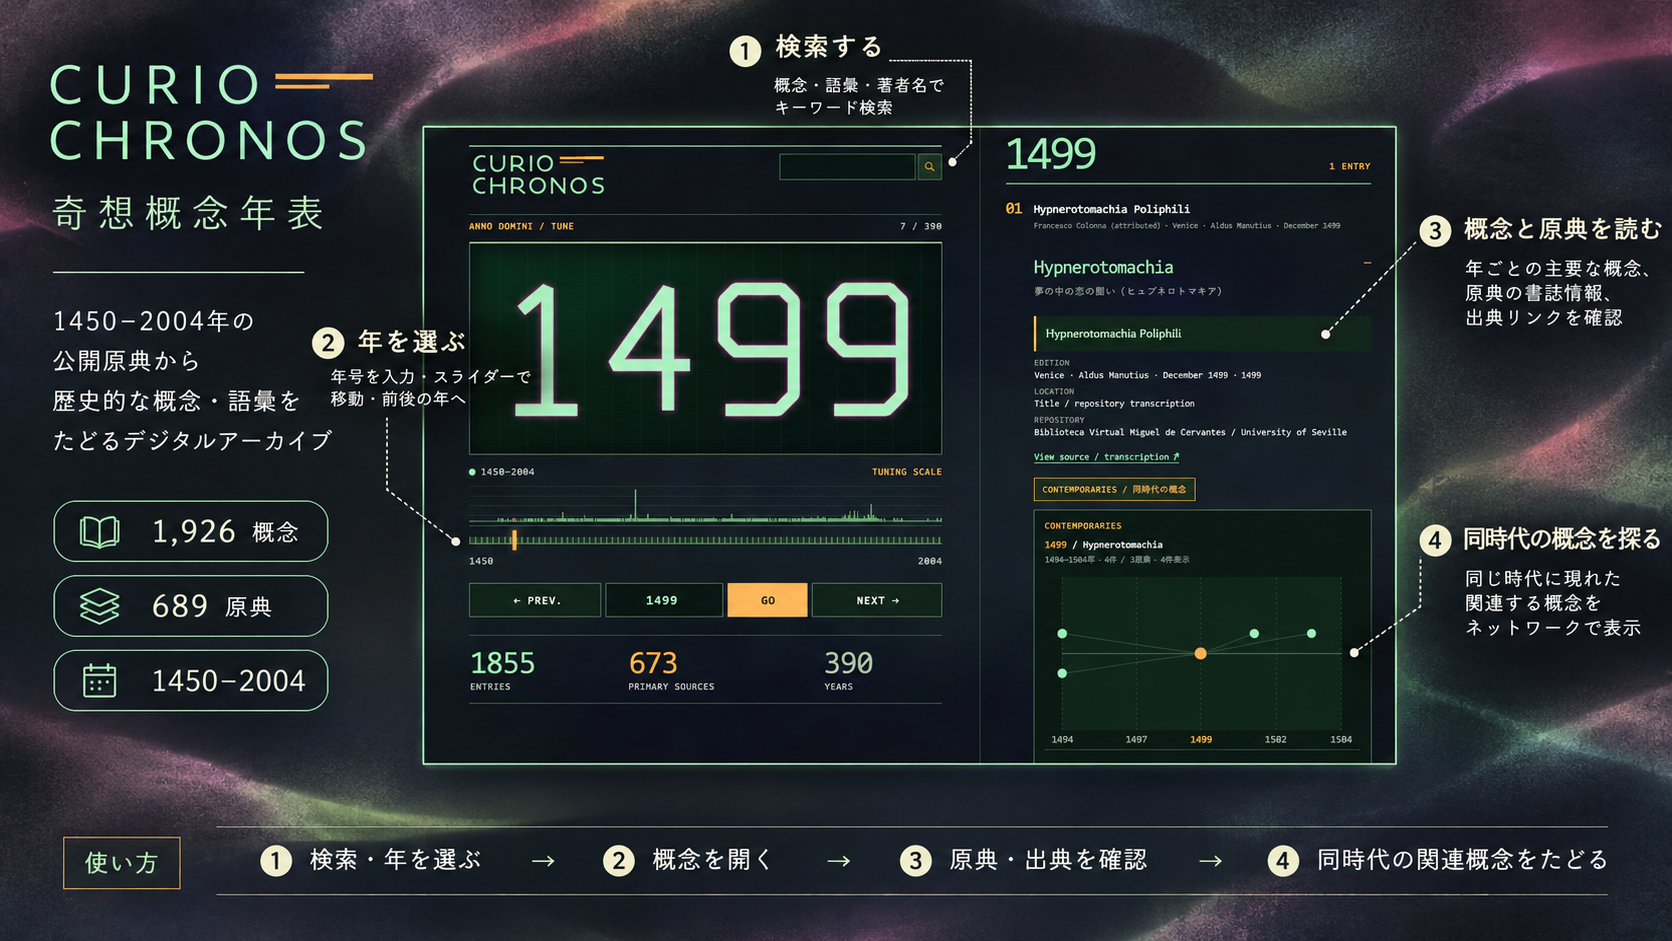 CURIO
CHRONOS
奇想概念年表
1450–2004年の
公開原典から
歴史的な概念・語彙を
たどるデジタルアーカイブ
1,926 概念
689 原典
1450–2004
1 検索する
概念・語彙・著者名で
キーワード検索
2 年を選ぶ
年号を入力・スライダーで
移動・前後の年へ
CURIO
CHRONOS
ANNO DOMINI / TUNE
7 / 390
1499
1450–2004
TUNING SCALE
1450
2004
← PREV.
1499
GO
NEXT →
1855
ENTRIES
673
PRIMARY SOURCES
390
YEARS
1499
1 ENTRY
01 Hypnerotomachia Poliphili
Francesco Colonna (attributed) · Venice · Aldus Manutius · December 1499
Hypnerotomachia
夢の中の恋の闘い (ヒュプネロトマキア)
Hypnerotomachia Poliphili
EDITION
Venice · Aldus Manutius · December 1499 · 1499
LOCATION
Title / repository transcription
REPOSITORY
Biblioteca Virtual Miguel de Cervantes / University of Seville
View source / transcription ↗
CONTEMPORARIES / 同時代の概念
CONTEMPORARIES
1499 / Hypnerotomachia
1494–1504年 · 4件 / 3原典 · 4件表示
1494
1497
1499
1502
1504
3 概念と原典を読む
年ごとの主要な概念、
原典の書誌情報、
出典リンクを確認
4 同時代の概念を探る
同じ時代に現れた
関連する概念を
ネットワークで表示
使い方
1 検索・年を選ぶ → 2 概念を開く → 3 原典・出典を確認 → 4 同時代の関連概念をたどる